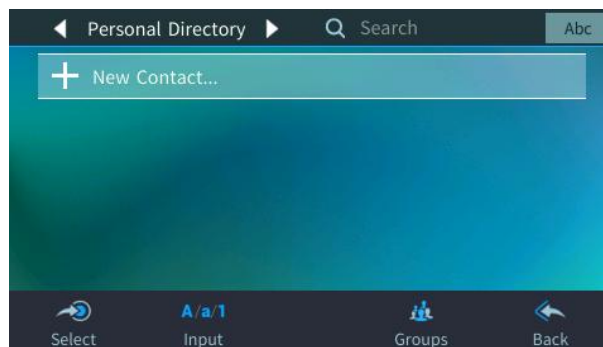 Personal Directory Search Abc
New Contact...
A/a/1
Select Input Groups Back